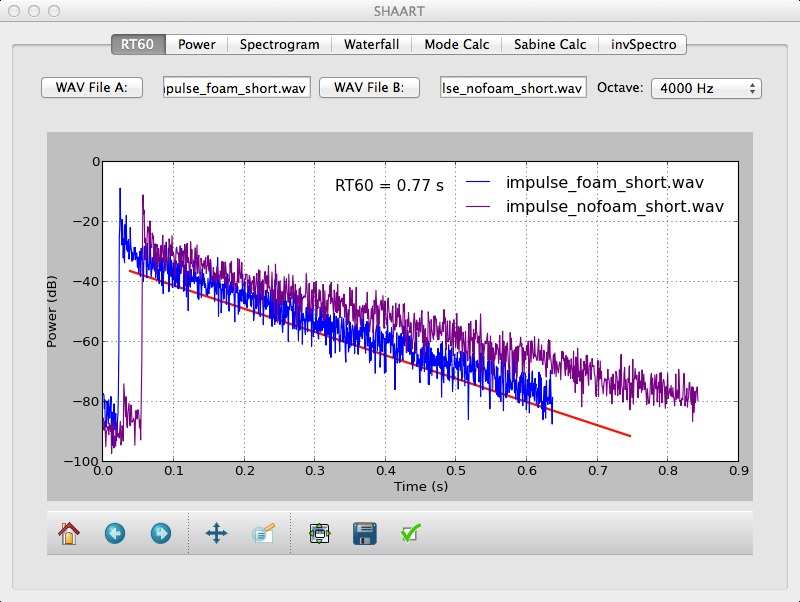 SHAART
RT60 Power Spectrogram Waterfall Mode Calc Sabine Calc invSpectro
WAV File A: pulse_foam_short.wav WAV File B: lse_nofoam_short.wav Octave: 4000 Hz
RT60 = 0.77 s
impulse_foam_short.wav
impulse_nofoam_short.wav
Power (dB)
0
−20
−40
−60
−80
−100
0.0 0.1 0.2 0.3 0.4 0.5 0.6 0.7 0.8 0.9
Time (s)